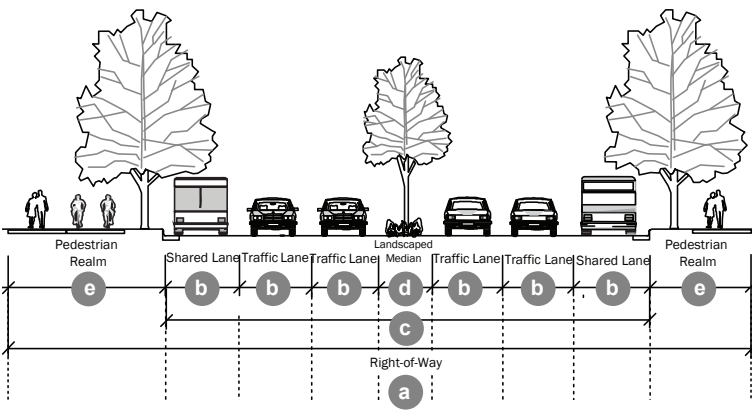 Pedestrian
Realm
Shared Lane
Traffic Lane
Traffic Lane
Landscaped
Median
Traffic Lane
Traffic Lane
Shared Lane
Pedestrian
Realm
e
b
b
b
d
b
b
b
e
c
Right-of-Way
a